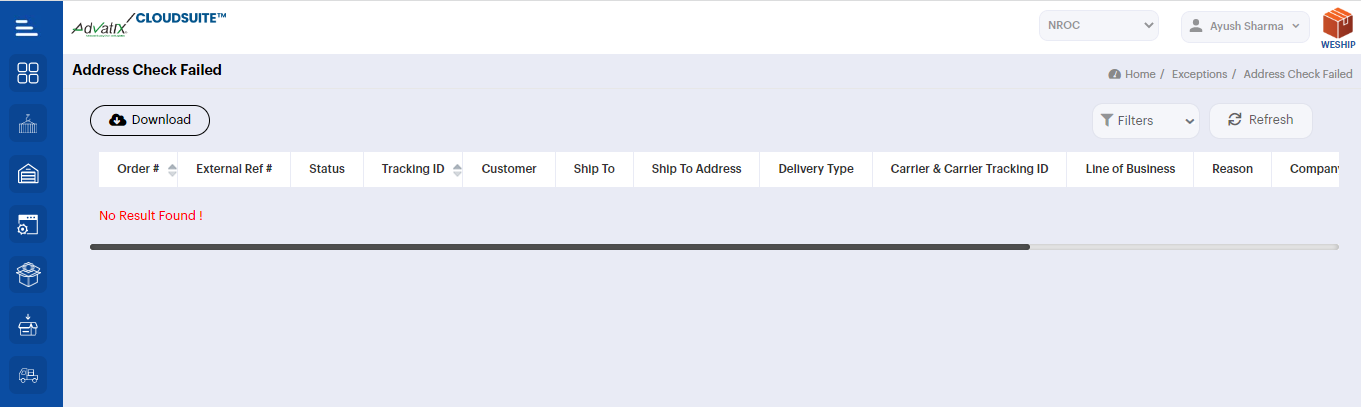 Advatix CLOUDSUITE™
NROC
Ayush Sharma
WESHIP
Address Check Failed
Home / Exceptions / Address Check Failed
Download
Filters
Refresh
Order # External Ref # Status Tracking ID Customer Ship To Ship To Address Delivery Type Carrier & Carrier Tracking ID Line of Business Reason Company
No Result Found !